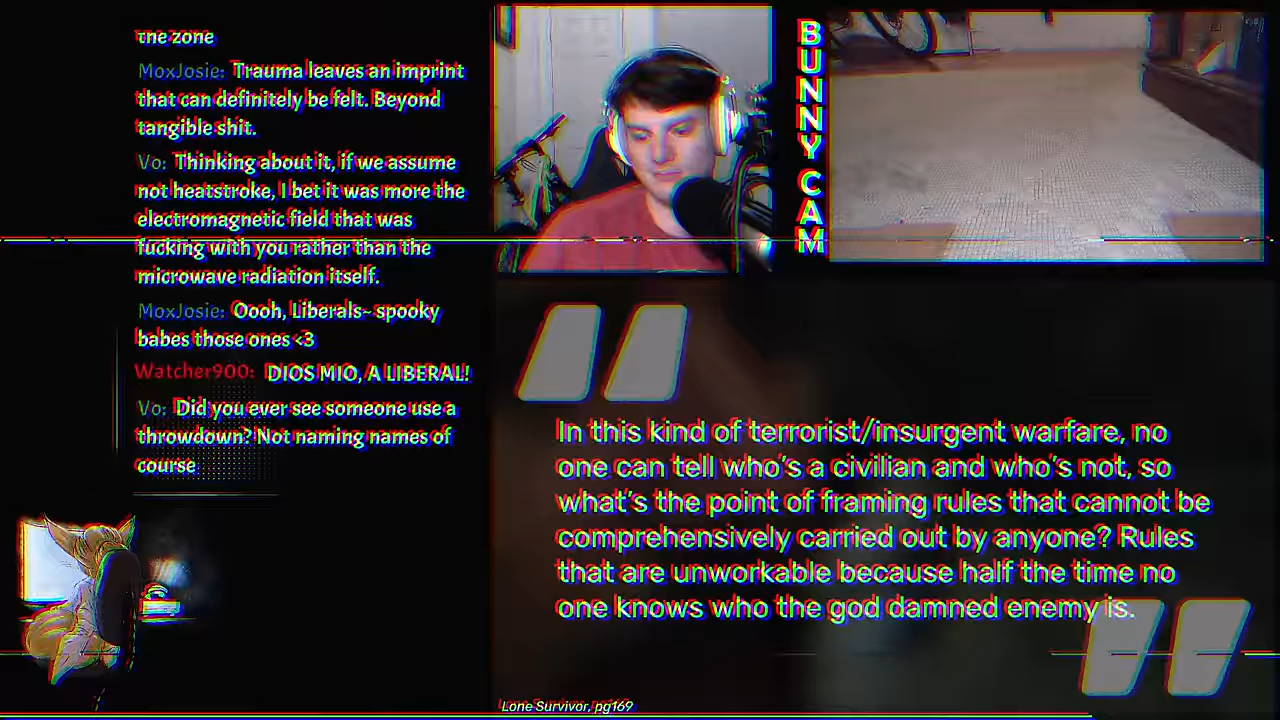 the zone
MoxJosie: Trauma leaves an imprint
that can definitely be felt. Beyond
tangible shit.
Vo: Thinking about it, if we assume
not heatstroke, I bet it was more the
electromagnetic field that was
fucking with you rather than the
microwave radiation itself.
MoxJosie: Oooh, Liberals~ spooky
babes those ones <3
Watcher900: DIOS MIO, A LIBERAL!
Vo: Did you ever see someone use a
throwdown? Not naming names of
course
BUNNY CAM
In this kind of terrorist/insurgent warfare, no
one can tell who's a civilian and who's not, so
what's the point of framing rules that cannot be
comprehensively carried out by anyone? Rules
that are unworkable because half the time no
one knows who the god damned enemy is.
Lone Survivor, pg169